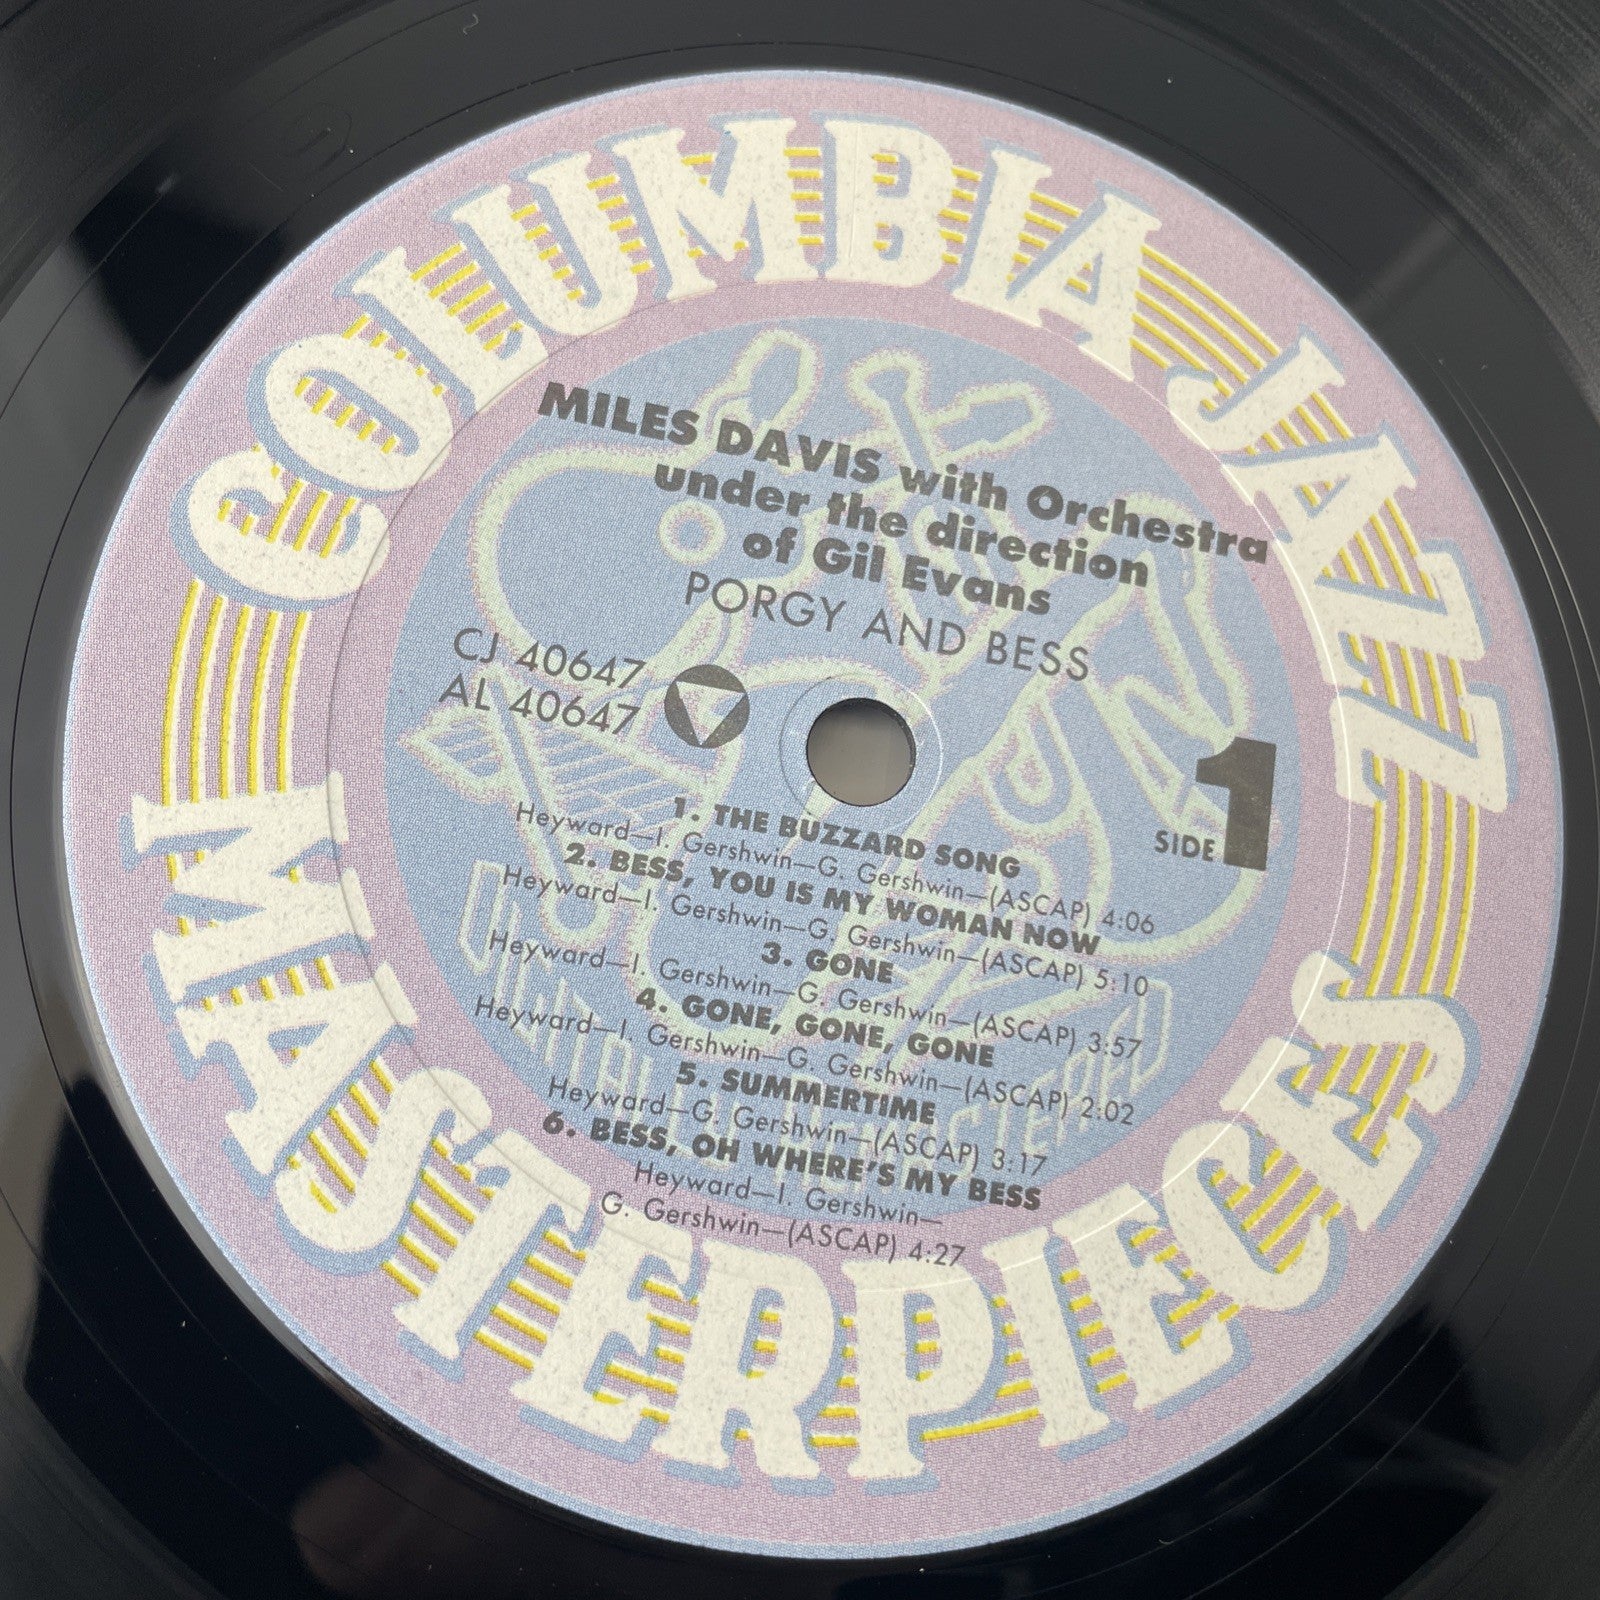 COLUMBIA JAZZ
MASTERPIECES
MILES DAVIS with Orchestra
under the direction
of Gil Evans
PORGY AND BESS
CJ 40647
AL 40647
SIDE 1
1. THE BUZZARD SONG
Heyward—I. Gershwin—G. Gershwin—(ASCAP) 4:06
2. BESS, YOU IS MY WOMAN NOW
Heyward—I. Gershwin—G. Gershwin—(ASCAP) 5:10
3. GONE
Heyward—I. Gershwin—G. Gershwin—(ASCAP) 3:57
4. GONE, GONE, GONE
Heyward—I. Gershwin—G. Gershwin—(ASCAP) 2:02
5. SUMMERTIME
Heyward—G. Gershwin—(ASCAP) 3:17
6. BESS, OH WHERE'S MY BESS
Heyward—I. Gershwin—
G. Gershwin—(ASCAP) 4:27
DIGITALLY REMASTERED